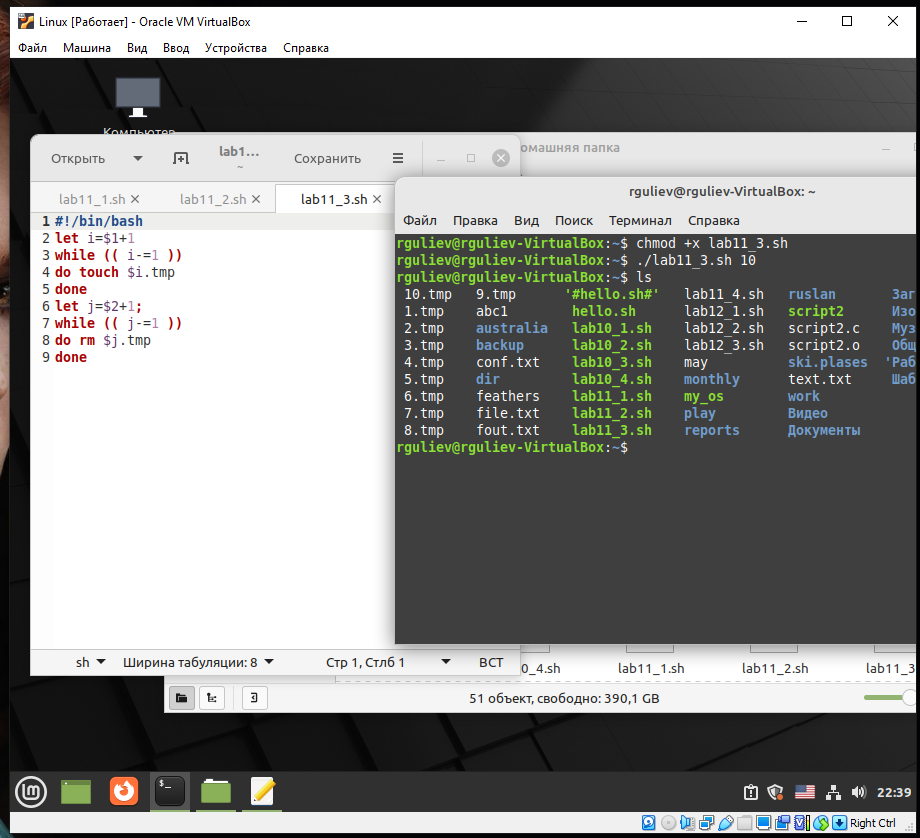 Linux [Работает] - Oracle VM VirtualBox
Файл Машина Вид Ввод Устройства Справка
Компьютер
Открыть lab1... Сохранить
~
омашняя папка
lab11_1.sh lab11_2.sh lab11_3.sh
1 #!/bin/bash
2 let i=$1+1
3 while (( i-=1 ))
4 do touch $i.tmp
5 done
6 let j=$2+1;
7 while (( j-=1 ))
8 do rm $j.tmp
9 done
sh Ширина табуляции: 8 Стр 1, Стлб 1 ВСТ
rguliev@rguliev-VirtualBox: ~
Файл Правка Вид Поиск Терминал Справка
rguliev@rguliev-VirtualBox:~$ chmod +x lab11_3.sh
rguliev@rguliev-VirtualBox:~$ ./lab11_3.sh 10
rguliev@rguliev-VirtualBox:~$ ls
10.tmp 9.tmp '#hello.sh#' lab11_4.sh ruslan Заг
1.tmp abc1 hello.sh lab12_1.sh script2 Изо
2.tmp australia lab10_1.sh lab12_2.sh script2.c Муз
3.tmp backup lab10_2.sh lab12_3.sh script2.o Общ
4.tmp conf.txt lab10_3.sh may ski.plases 'Раб
5.tmp dir lab10_4.sh monthly text.txt Шаб
6.tmp feathers lab11_1.sh my_os work
7.tmp file.txt lab11_2.sh play Видео
8.tmp fout.txt lab11_3.sh reports Документы
rguliev@rguliev-VirtualBox:~$
0_4.sh lab11_1.sh lab11_2.sh lab11_3
51 объект, свободно: 390,1 GB
22:39
Right Ctrl